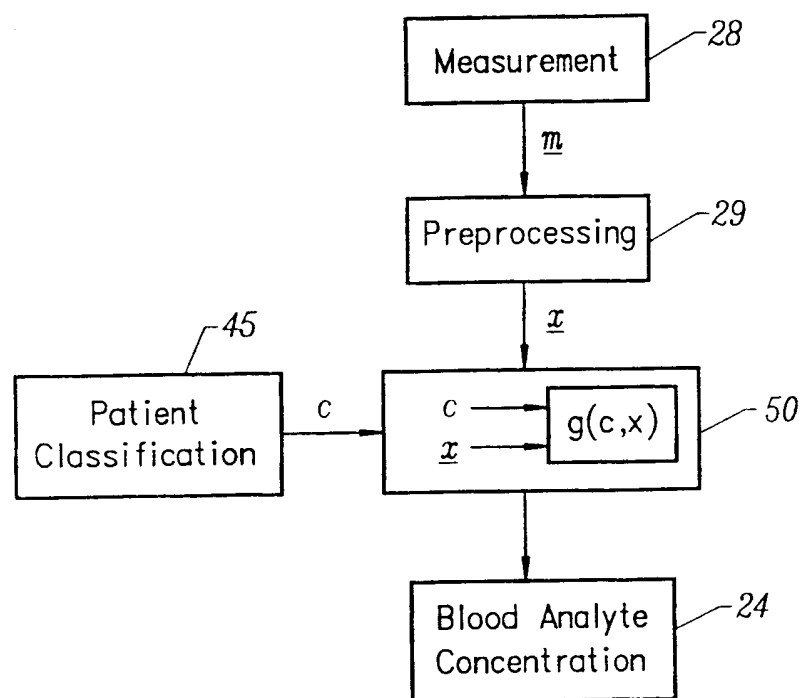 Measurement
28
m
Preprocessing
29
x
45
Patient
Classification
c
c
x
g(c,x)
50
Blood Analyte
Concentration
24